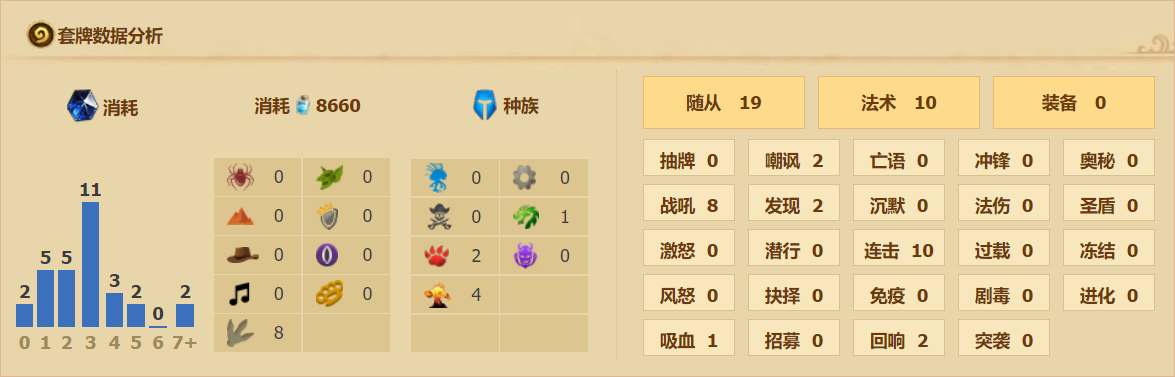 套牌数据分析
消耗
消耗 8660
种族
2 5 5 11 3 2 0 2
0 1 2 3 4 5 6 7+
0 0
0 0
0 0
0 0
8
0 0
0 1
2 0
4
随从 19 法术 10 装备 0
抽牌 0 嘲讽 2 亡语 0 冲锋 0 奥秘 0
战吼 8 发现 2 沉默 0 法伤 0 圣盾 0
激怒 0 潜行 0 连击 10 过载 0 冻结 0
风怒 0 抉择 0 免疫 0 剧毒 0 进化 0
吸血 1 招募 0 回响 2 突袭 0